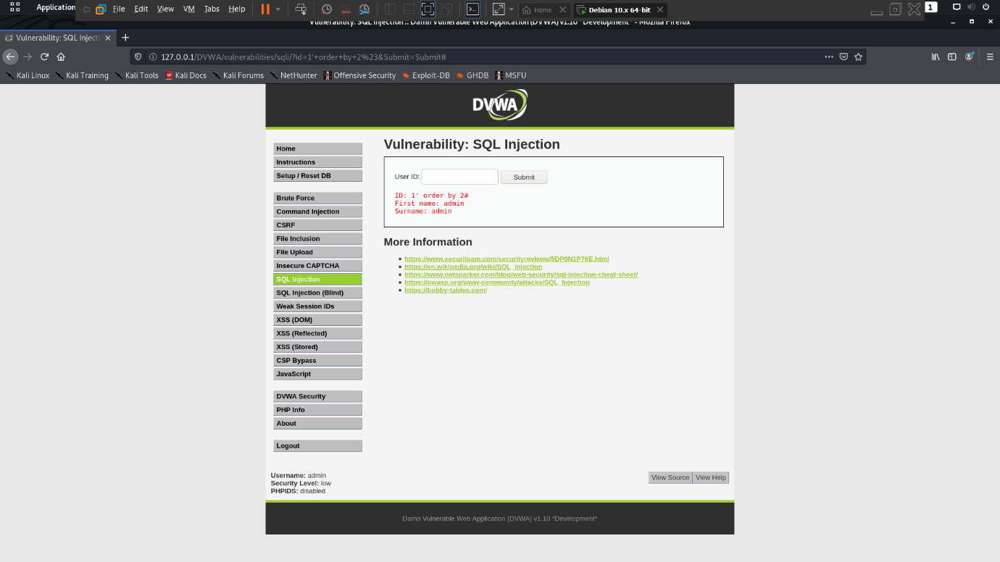 Application
File Edit View VM Tabs Help
Home
Debian 10.x 64-bit
1
Vulnerability: SQL Injection :: Damn Vulnerable Web Application (DVWA) v1.10 *Development* - Mozilla Firefox
Vulnerability: SQL Injecti
127.0.0.1/DVWA/vulnerabilities/sqli/?id=1'+order+by+2%23&Submit=Submit#
Kali Linux Kali Training Kali Tools Kali Docs Kali Forums NetHunter Offensive Security Exploit-DB GHDB MSFU
DVWA
Home
Instructions
Setup / Reset DB
Brute Force
Command Injection
CSRF
File Inclusion
File Upload
Insecure CAPTCHA
SQL Injection
SQL Injection (Blind)
Weak Session IDs
XSS (DOM)
XSS (Reflected)
XSS (Stored)
CSP Bypass
JavaScript
DVWA Security
PHP Info
About
Logout
Vulnerability: SQL Injection
User ID: Submit
ID: 1' order by 2#
First name: admin
Surname: admin
More Information
https://www.securiteam.com/securityreviews/5DP0N1P76E.html
https://en.wikipedia.org/wiki/SQL_injection
https://www.netsparker.com/blog/web-security/sql-injection-cheat-sheet/
https://owasp.org/www-community/attacks/SQL_Injection
https://bobby-tables.com/
Username: admin
Security Level: low
PHPIDS: disabled
View Source View Help
Damn Vulnerable Web Application (DVWA) v1.10 *Development*